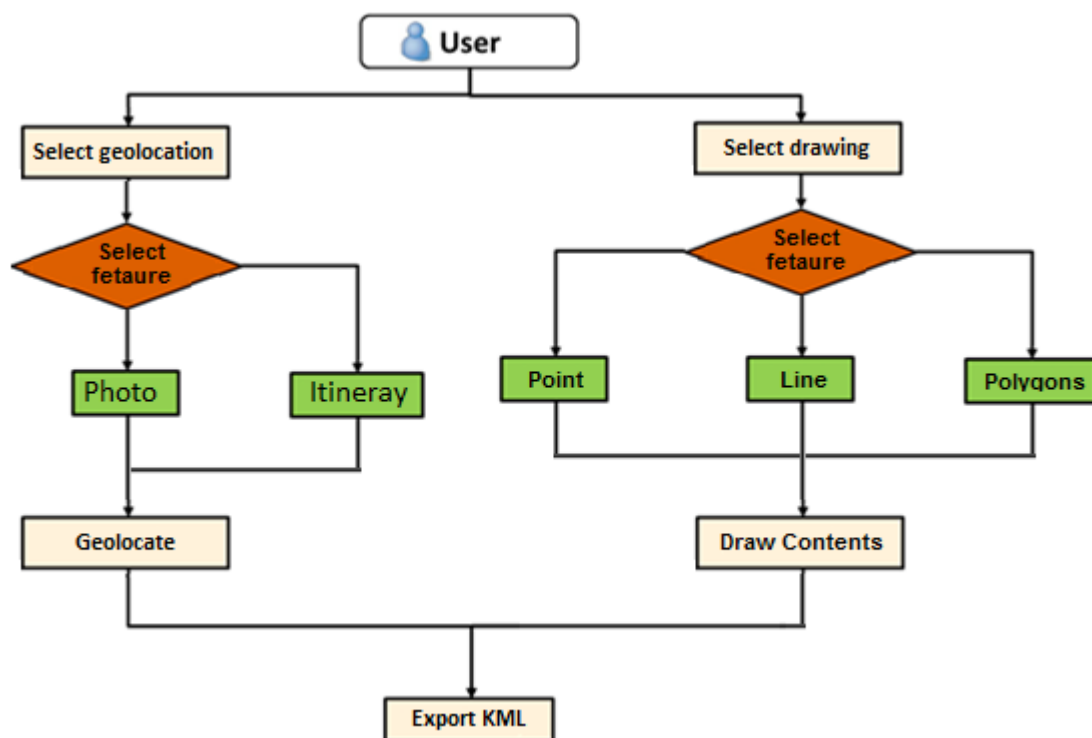 User
Select geolocation
Select drawing
Select
fetaure
Select
fetaure
Photo
Itineray
Point
Line
Polygons
Geolocate
Draw Contents
Export KML